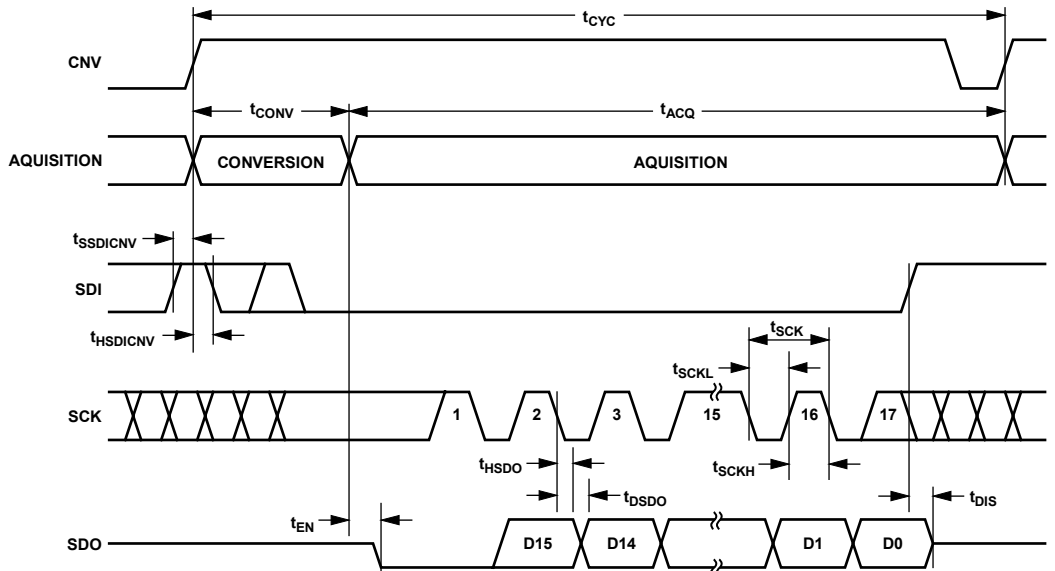 tCYC
CNV
tCONV
tACQ
AQUISITION
CONVERSION
AQUISITION
tSSDICNV
SDI
tHSDICNV
tSCK
tSCKL
SCK
1
2
3
15
16
17
tHSDO
tSCKH
tDSDO
tDIS
tEN
SDO
D15
D14
D1
D0